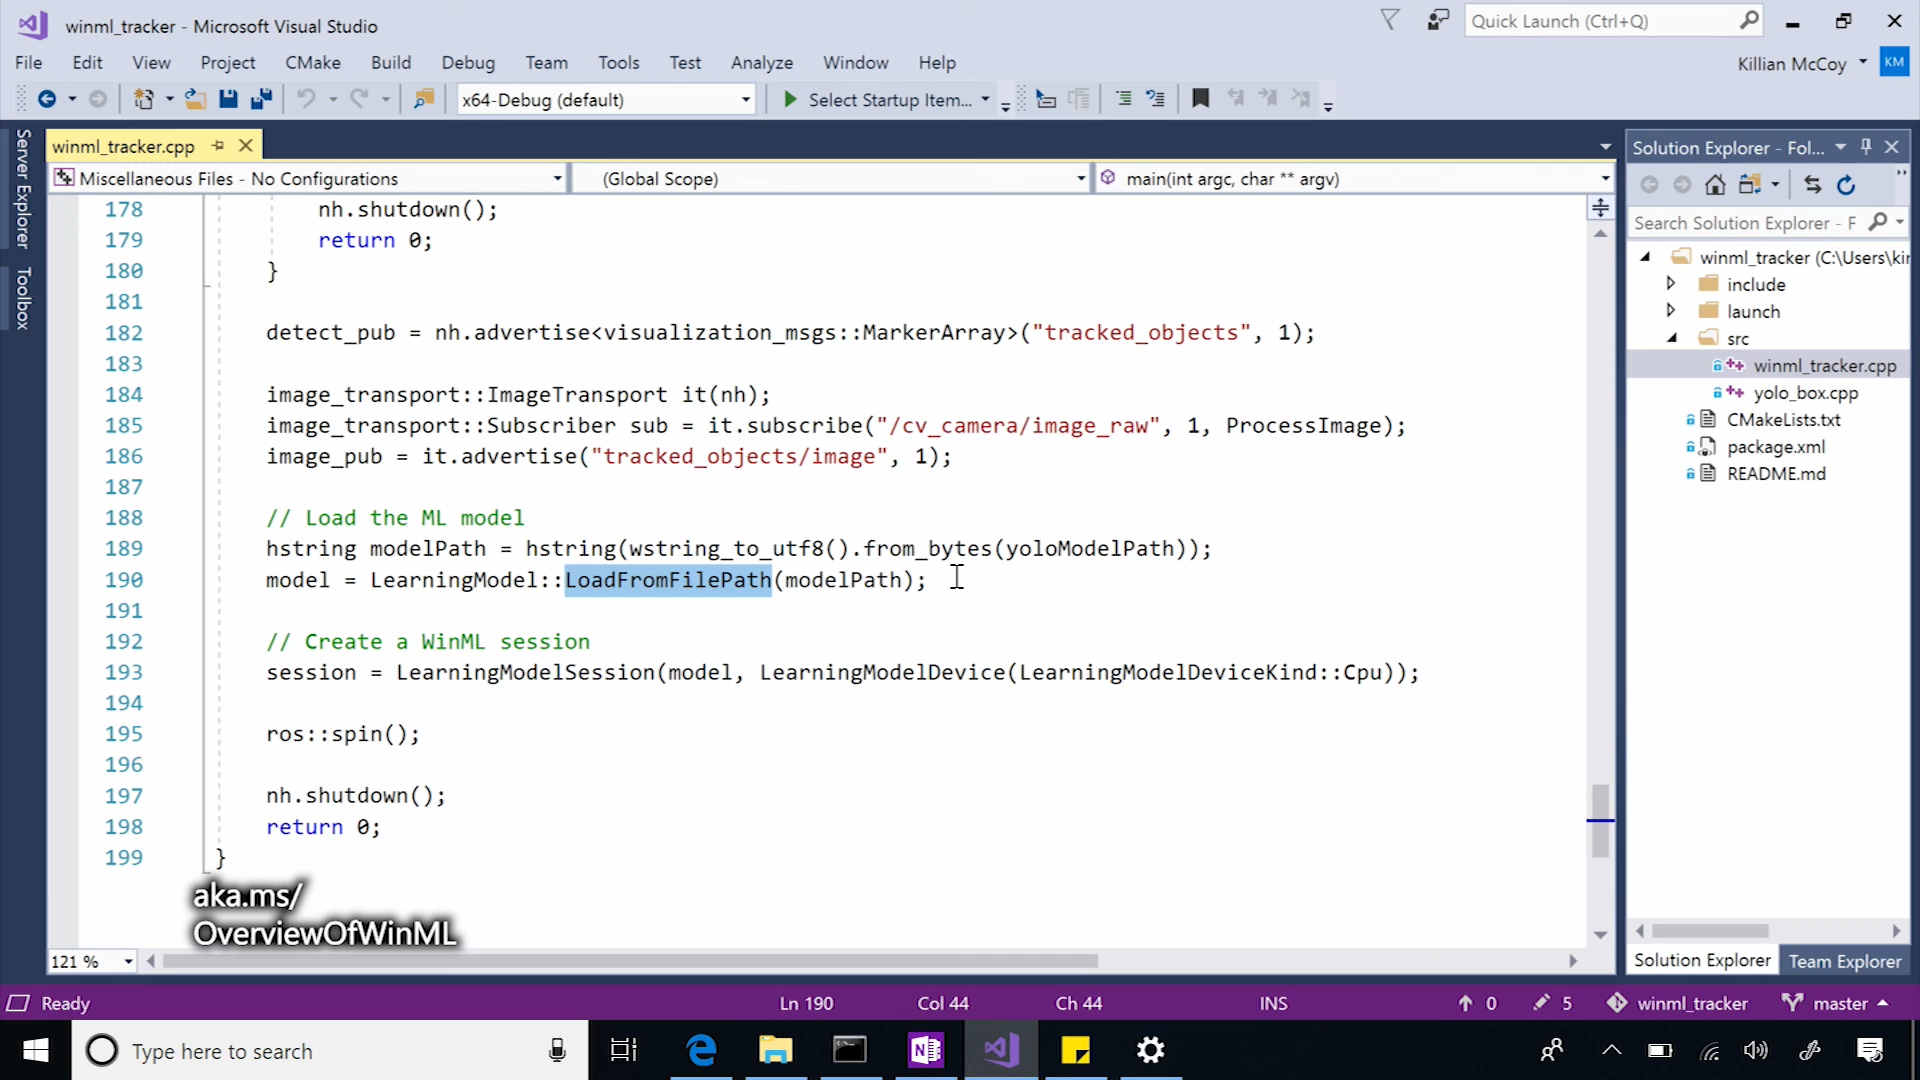 winml_tracker - Microsoft Visual Studio
Quick Launch (Ctrl+Q)
File Edit View Project CMake Build Debug Team Tools Test Analyze Window Help
Killian McCoy KM
x64-Debug (default) Select Startup Item...
Server Explorer
Toolbox
winml_tracker.cpp
Miscellaneous Files - No Configurations (Global Scope) main(int argc, char ** argv)
178 nh.shutdown();
179 return 0;
180 }
181
182 detect_pub = nh.advertise<visualization_msgs::MarkerArray>("tracked_objects", 1);
183
184 image_transport::ImageTransport it(nh);
185 image_transport::Subscriber sub = it.subscribe("/cv_camera/image_raw", 1, ProcessImage);
186 image_pub = it.advertise("tracked_objects/image", 1);
187
188 // Load the ML model
189 hstring modelPath = hstring(wstring_to_utf8().from_bytes(yoloModelPath));
190 model = LearningModel::LoadFromFilePath(modelPath);
191
192 // Create a WinML session
193 session = LearningModelSession(model, LearningModelDevice(LearningModelDeviceKind::Cpu));
194
195 ros::spin();
196
197 nh.shutdown();
198 return 0;
199 }
aka.ms/
OverviewOfWinML
121 %
Solution Explorer - Fol...
Search Solution Explorer - F
winml_tracker (C:\Users\kir
include
launch
src
winml_tracker.cpp
yolo_box.cpp
CMakeLists.txt
package.xml
README.md
Solution Explorer Team Explorer
Ready Ln 190 Col 44 Ch 44 INS 0 5 winml_tracker master
Type here to search